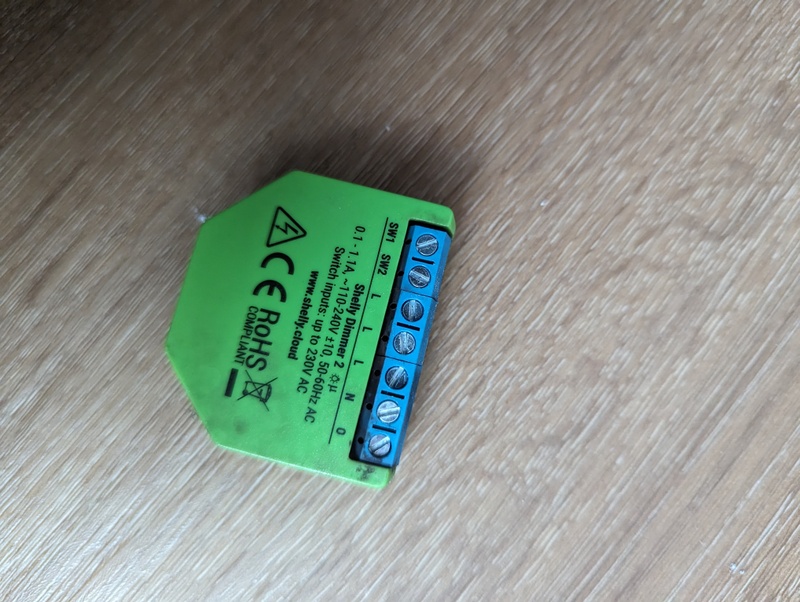 SW1 SW2 L L L N O
Shelly Dimmer 2
0.1 - 1.1A, ~110-240V ±10, 50-60Hz AC
Switch inputs: up to 230V AC
www.shelly.cloud
CE RoHS
COMPLIANT